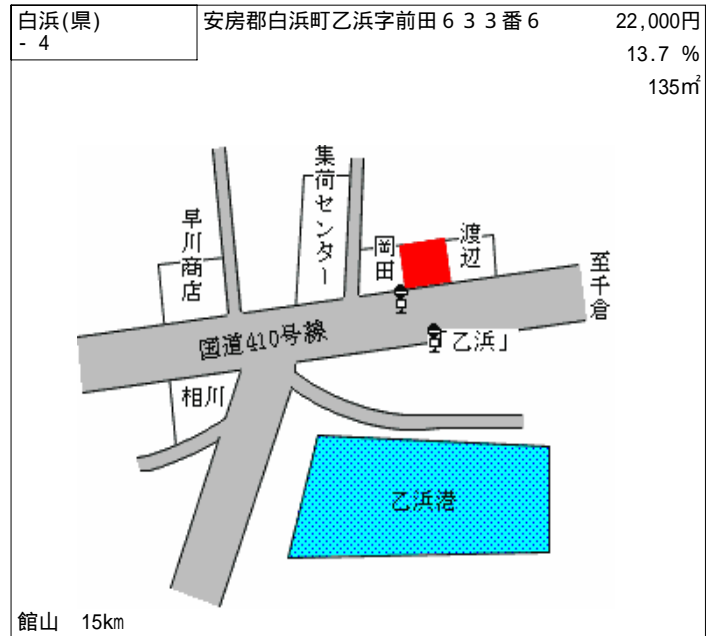 白浜(県)
- 4
安房郡白浜町乙浜字前田６３３番６
22,000円
13.7 %
135㎡
集荷センター
早川商店
岡田
渡辺
至千倉
国道410号線
「乙浜」
相川
乙浜港
館山 15km